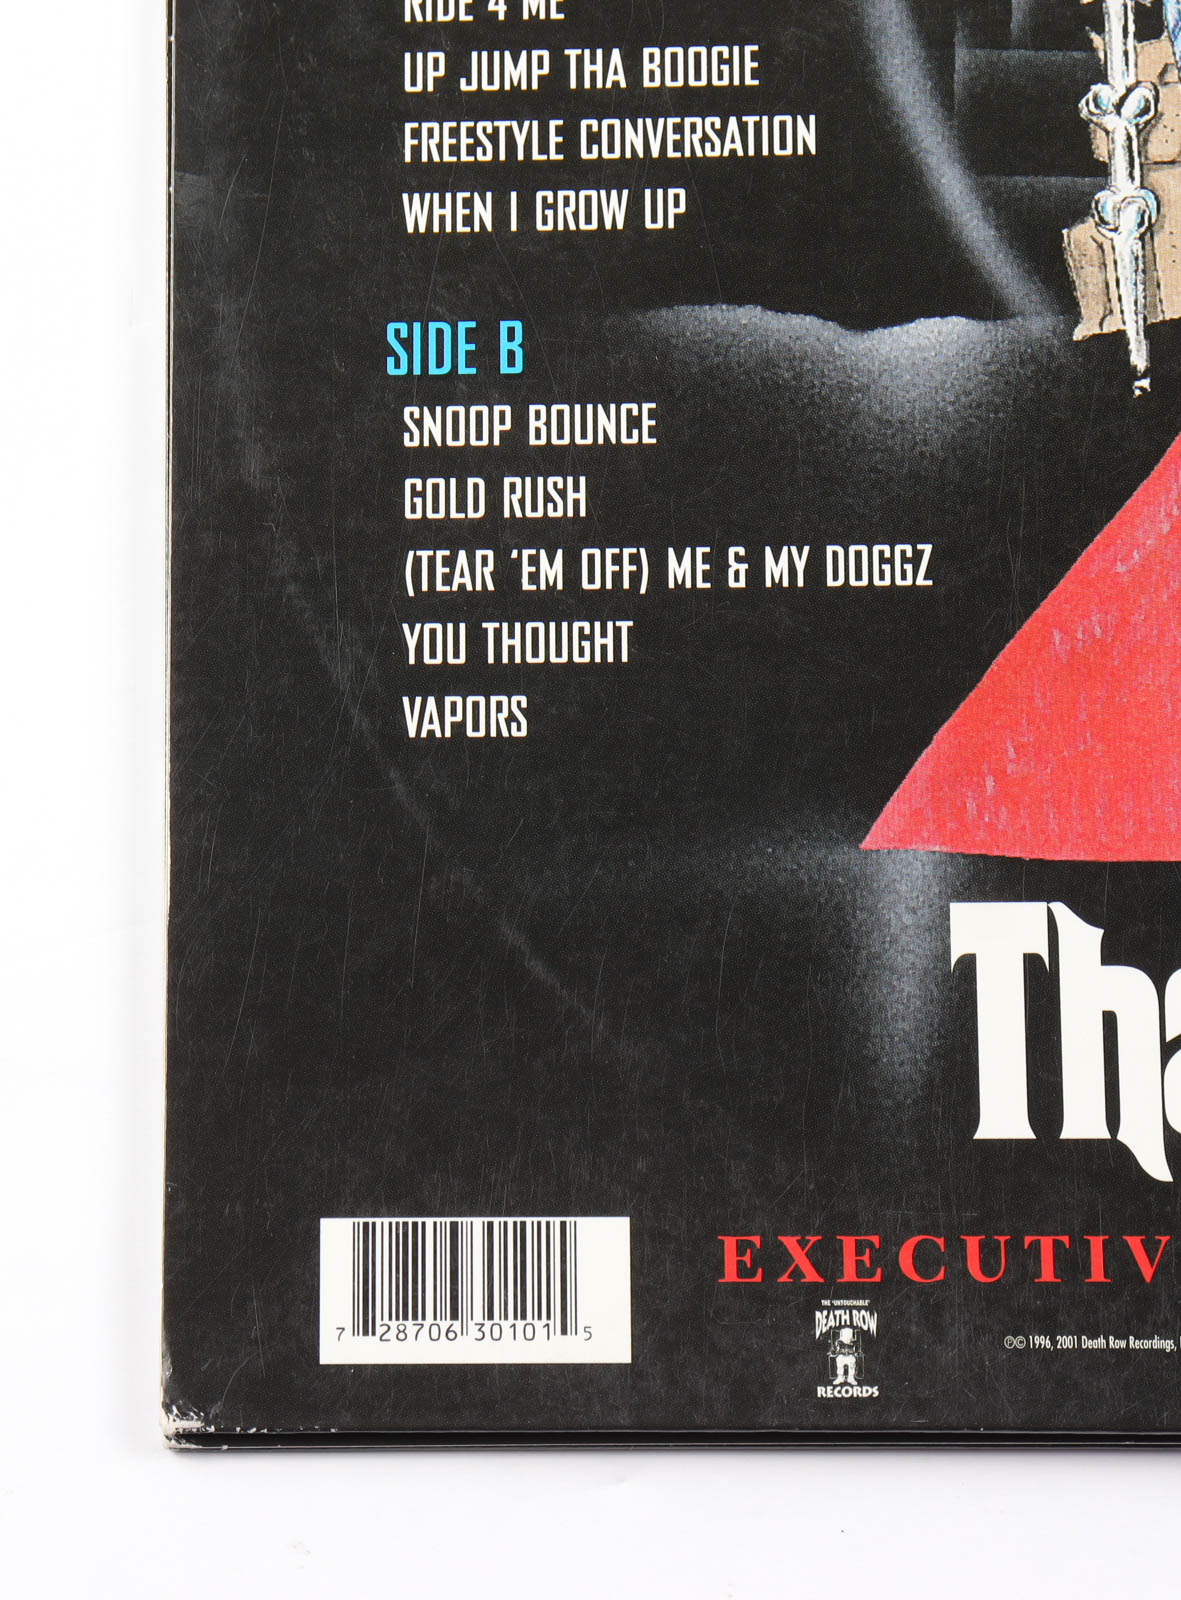 RIDE 4 ME
UP JUMP THA BOOGIE
FREESTYLE CONVERSATION
WHEN I GROW UP
SIDE B
SNOOP BOUNCE
GOLD RUSH
(TEAR 'EM OFF) ME & MY DOGGZ
YOU THOUGHT
VAPORS
Tha
EXECUTIV
7 28706 30101 5
THE "UNTOUCHABLE"
DEATH ROW
RECORDS
℗© 1996, 2001 Death Row Recordings,